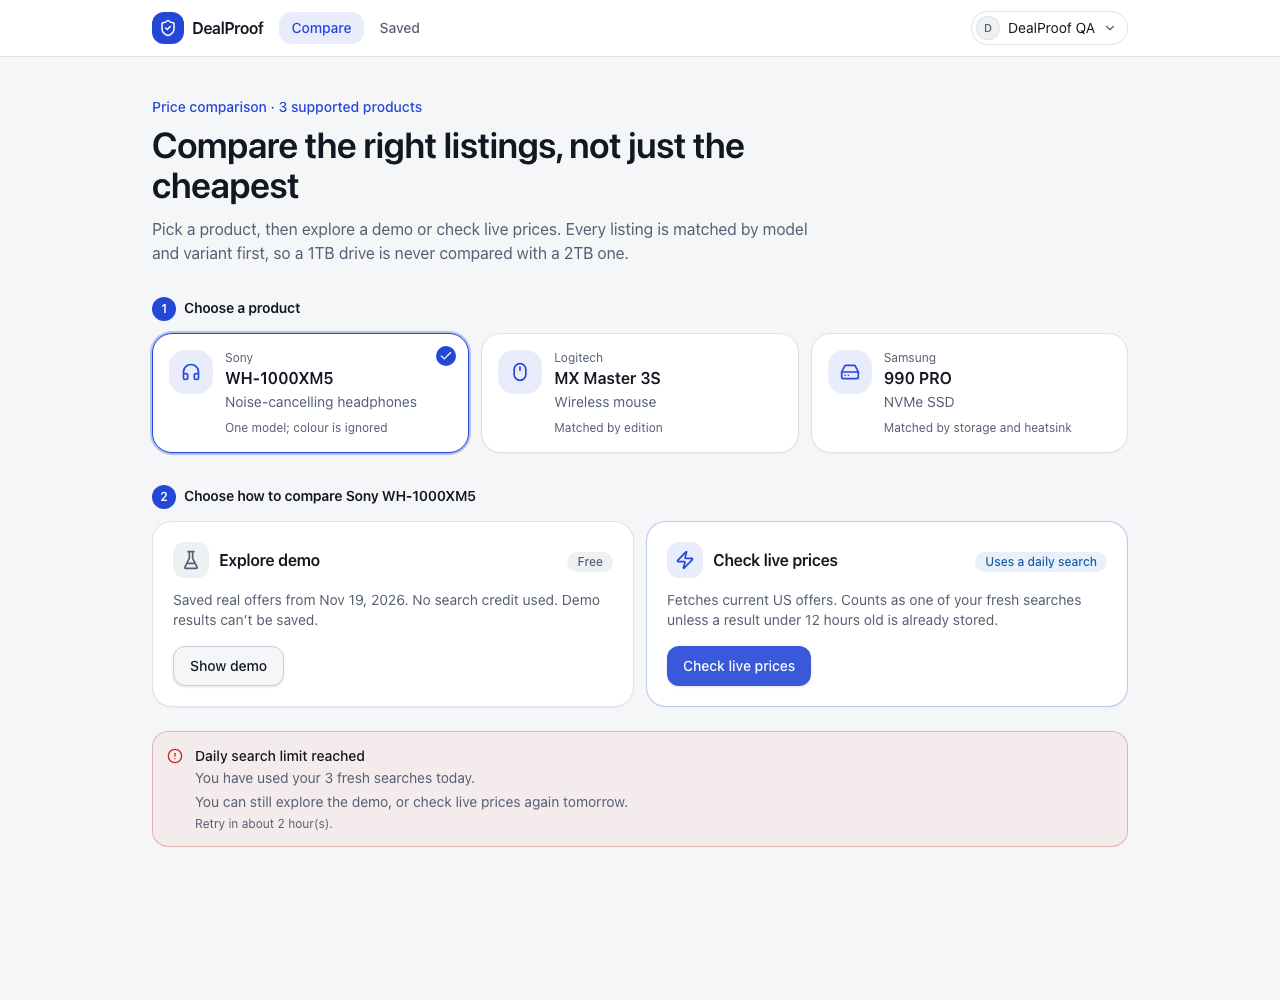 DealProof
Compare
Saved
D
DealProof QA
Price comparison · 3 supported products
Compare the right listings, not just the
cheapest
Pick a product, then explore a demo or check live prices. Every listing is matched by model
and variant first, so a 1TB drive is never compared with a 2TB one.
1
Choose a product
Sony
WH-1000XM5
Noise-cancelling headphones
One model; colour is ignored
Logitech
MX Master 3S
Wireless mouse
Matched by edition
Samsung
990 PRO
NVMe SSD
Matched by storage and heatsink
2
Choose how to compare Sony WH-1000XM5
Explore demo
Free
Saved real offers from Nov 19, 2026. No search credit used. Demo
results can’t be saved.
Show demo
Check live prices
Uses a daily search
Fetches current US offers. Counts as one of your fresh searches
unless a result under 12 hours old is already stored.
Check live prices
Daily search limit reached
You have used your 3 fresh searches today.
You can still explore the demo, or check live prices again tomorrow.
Retry in about 2 hour(s).